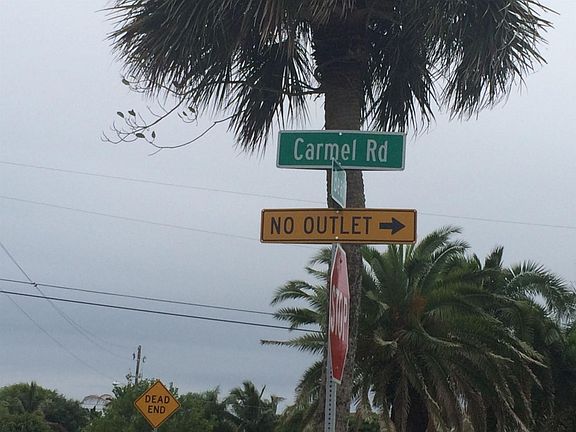 Carmel Rd
NO OUTLET
STOP
DEAD
END